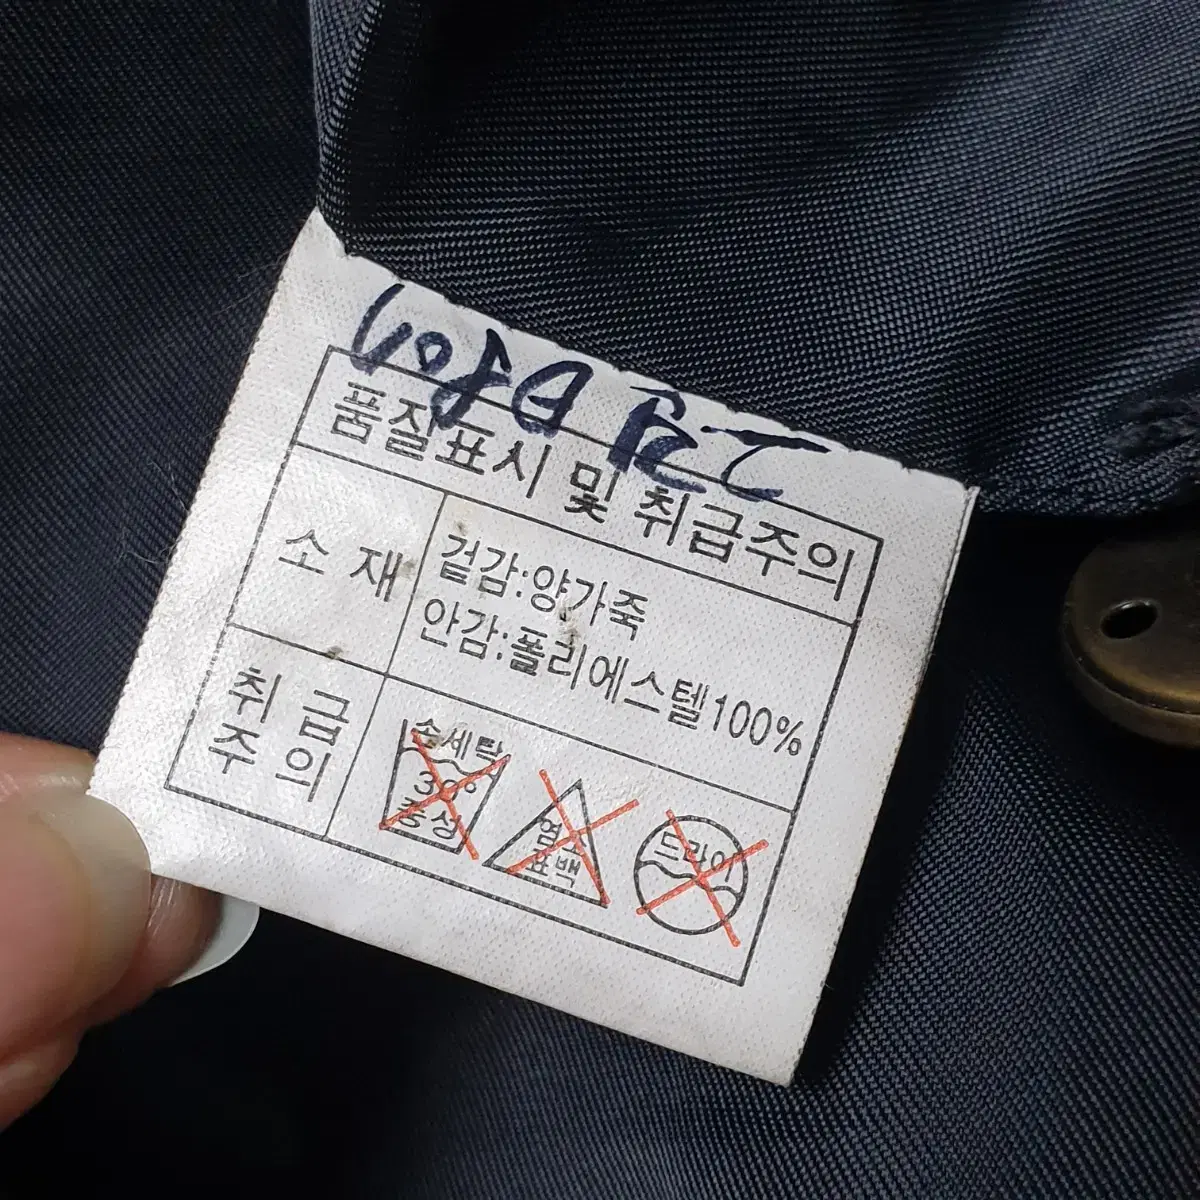 품질표시 및 취급주의
소 재
겉감:양가죽
안감:폴리에스텔100%
취 급
주 의
손세탁
30°
중성
염소
표백
드라이